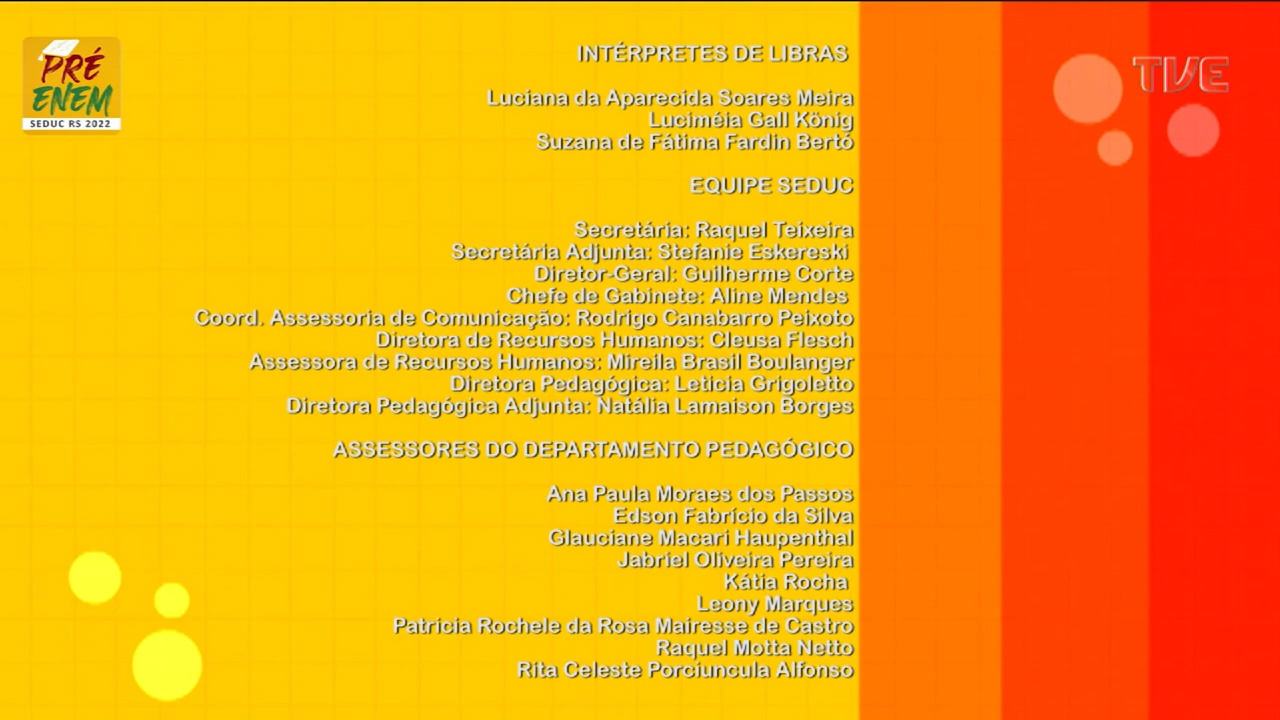 PRÉ
ENEM
SEDUC RS 2022
TVE
INTÉRPRETES DE LIBRAS
Luciana da Aparecida Soares Meira
Luciméia Gall König
Suzana de Fátima Fardin Bertó
EQUIPE SEDUC
Secretária: Raquel Teixeira
Secretária Adjunta: Stefanie Eskereski
Diretor-Geral: Guilherme Corte
Chefe de Gabinete: Aline Mendes
Coord. Assessoria de Comunicação: Rodrigo Canabarro Peixoto
Diretora de Recursos Humanos: Cleusa Flesch
Assessora de Recursos Humanos: Mireila Brasil Boulanger
Diretora Pedagógica: Leticia Grigoletto
Diretora Pedagógica Adjunta: Natália Lamaison Borges
ASSESSORES DO DEPARTAMENTO PEDAGÓGICO
Ana Paula Moraes dos Passos
Edson Fabrício da Silva
Glauciane Macari Haupenthal
Jabriel Oliveira Pereira
Kátia Rocha
Leony Marques
Patricia Rochele da Rosa Mairesse de Castro
Raquel Motta Netto
Rita Celeste Porciuncula Alfonso